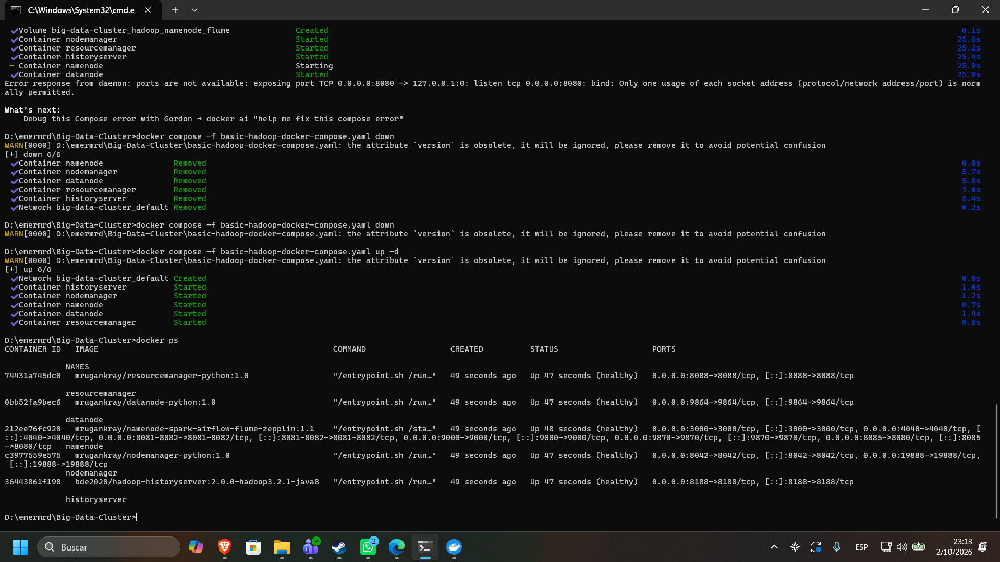 C:\Windows\System32\cmd.e
Volume big-data-cluster_hadoop_namenode_flume Created 0.1s
Container nodemanager Started 25.6s
Container resourcemanager Started 25.2s
Container historyserver Started 25.4s
- Container namenode Starting 25.9s
Container datanode Started 25.9s
Error response from daemon: ports are not available: exposing port TCP 0.0.0.0:8080 -> 127.0.0.1:0: listen tcp 0.0.0.0:8080: bind: Only one usage of each socket address (protocol/network address/port) is norm
ally permitted.
What's next:
Debug this Compose error with Gordon → docker ai "help me fix this compose error"
D:\emermrd\Big-Data-Cluster>docker compose -f basic-hadoop-docker-compose.yaml down
WARN[0000] D:\emermrd\Big-Data-Cluster\basic-hadoop-docker-compose.yaml: the attribute `version` is obsolete, it will be ignored, please remove it to avoid potential confusion
[+] down 6/6
Container namenode Removed 0.0s
Container nodemanager Removed 5.7s
Container datanode Removed 5.8s
Container resourcemanager Removed 3.6s
Container historyserver Removed 5.4s
Network big-data-cluster_default Removed 0.2s
D:\emermrd\Big-Data-Cluster>docker compose -f basic-hadoop-docker-compose.yaml down
WARN[0000] D:\emermrd\Big-Data-Cluster\basic-hadoop-docker-compose.yaml: the attribute `version` is obsolete, it will be ignored, please remove it to avoid potential confusion
D:\emermrd\Big-Data-Cluster>docker compose -f basic-hadoop-docker-compose.yaml up -d
WARN[0000] D:\emermrd\Big-Data-Cluster\basic-hadoop-docker-compose.yaml: the attribute `version` is obsolete, it will be ignored, please remove it to avoid potential confusion
[+] up 6/6
Network big-data-cluster_default Created 0.0s
Container historyserver Started 1.0s
Container nodemanager Started 1.2s
Container namenode Started 0.7s
Container datanode Started 1.4s
Container resourcemanager Started 0.8s
D:\emermrd\Big-Data-Cluster>docker ps
CONTAINER ID IMAGE COMMAND CREATED STATUS PORTS
NAMES
74431a745dc0 mrugankray/resourcemanager-python:1.0 "/entrypoint.sh /run…" 49 seconds ago Up 47 seconds (healthy) 0.0.0.0:8088->8088/tcp, [::]:8088->8088/tcp
resourcemanager
0bb52fa9bec6 mrugankray/datanode-python:1.0 "/entrypoint.sh /run…" 49 seconds ago Up 47 seconds (healthy) 0.0.0.0:9864->9864/tcp, [::]:9864->9864/tcp
datanode
212ee76fc920 mrugankray/namenode-spark-airflow-flume-zepplin:1.1 "/entrypoint.sh /sta…" 49 seconds ago Up 48 seconds (healthy) 0.0.0.0:3000->3000/tcp, [::]:3000->3000/tcp, 0.0.0.0:4040->4040/tcp, [
::]:4040->4040/tcp, 0.0.0.0:8081-8082->8081-8082/tcp, [::]:8081-8082->8081-8082/tcp, 0.0.0.0:9000->9000/tcp, [::]:9000->9000/tcp, 0.0.0.0:9870->9870/tcp, [::]:9870->9870/tcp, 0.0.0.0:8085->8080/tcp, [::]:8085
->8080/tcp namenode
c3977559e575 mrugankray/nodemanager-python:1.0 "/entrypoint.sh /run…" 49 seconds ago Up 47 seconds (healthy) 0.0.0.0:8042->8042/tcp, [::]:8042->8042/tcp, 0.0.0.0:19888->19888/tcp,
[::]:19888->19888/tcp
nodemanager
36443861f198 bde2020/hadoop-historyserver:2.0.0-hadoop3.2.1-java8 "/entrypoint.sh /run…" 49 seconds ago Up 47 seconds (healthy) 0.0.0.0:8188->8188/tcp, [::]:8188->8188/tcp
historyserver
D:\emermrd\Big-Data-Cluster>
Buscar
2
ESP
23:13
2/10/2026